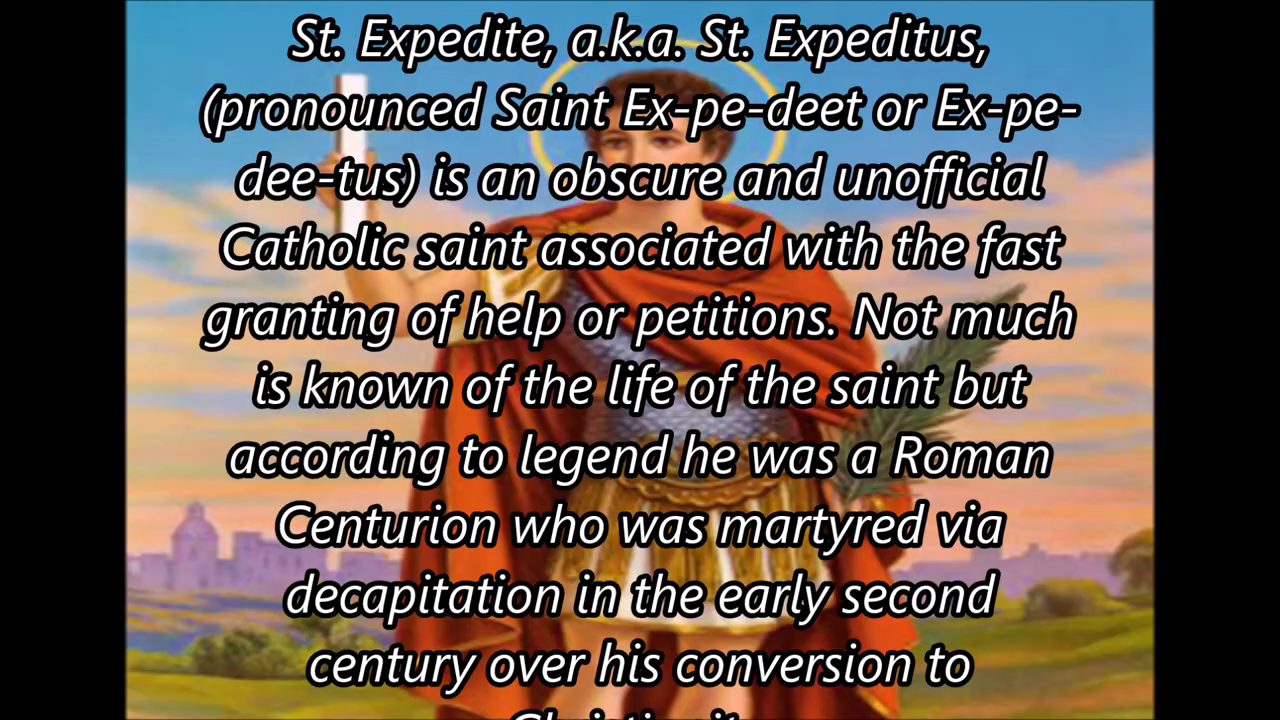 St. Expedite, a.k.a. St. Expeditus,
(pronounced Saint Ex-pe-deet or Ex-pe-
dee-tus) is an obscure and unofficial
Catholic saint associated with the fast
granting of help or petitions. Not much
is known of the life of the saint but
according to legend he was a Roman
Centurion who was martyred via
decapitation in the early second
century over his conversion to